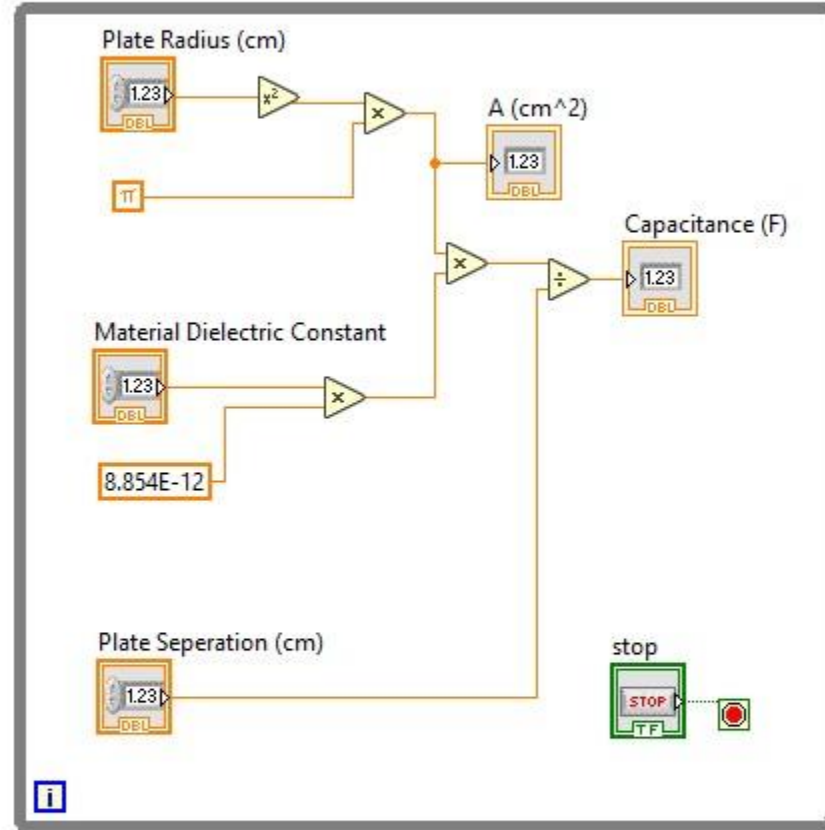 Plate Radius (cm)
1.23
DBL
x²
×
A (cm^2)
1.23
DBL
π
Capacitance (F)
1.23
DBL
×
÷
Material Dielectric Constant
1.23
DBL
×
8.854E-12
Plate Seperation (cm)
1.23
DBL
stop
STOP
TF
i